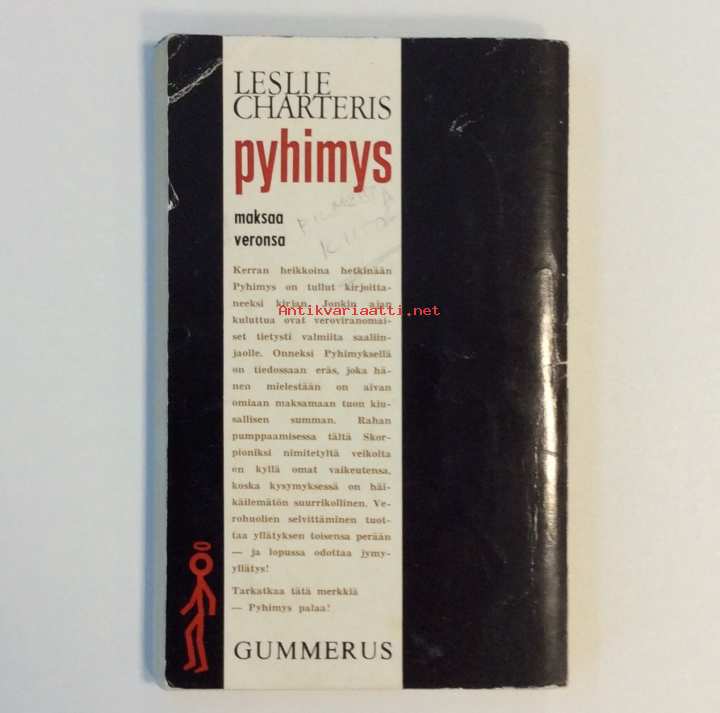 LESLIE
CHARTERIS
pyhimys
maksaa
veronsa
Kerran heikkoina hetkinään
Pyhimys on tullut kirjoitta-
neeksi kirjan. Jonkin ajan
Antikvariaatti.net
kuluttua ovat veroviranomai-
set tietysti valmiita saaliin-
jaolle. Onneksi Pyhimyksellä
on tiedossaan eräs, joka hä-
nen mielestään on aivan
omiaan maksamaan tuon kiu-
sallisen summan. Rahan
pumppaamisessa tältä Skor-
pioniksi nimitetyltä veikolta
on kyllä omat vaikeutensa,
koska kysymyksessä on häi-
käilemätön suurrikollinen. Ve-
rohuolien selvittäminen tuot-
taa yllätyksen toisensa perään
— ja lopussa odottaa jymy-
yllätys!
Tarkatkaa tätä merkkiä
— Pyhimys palaa!
GUMMERUS